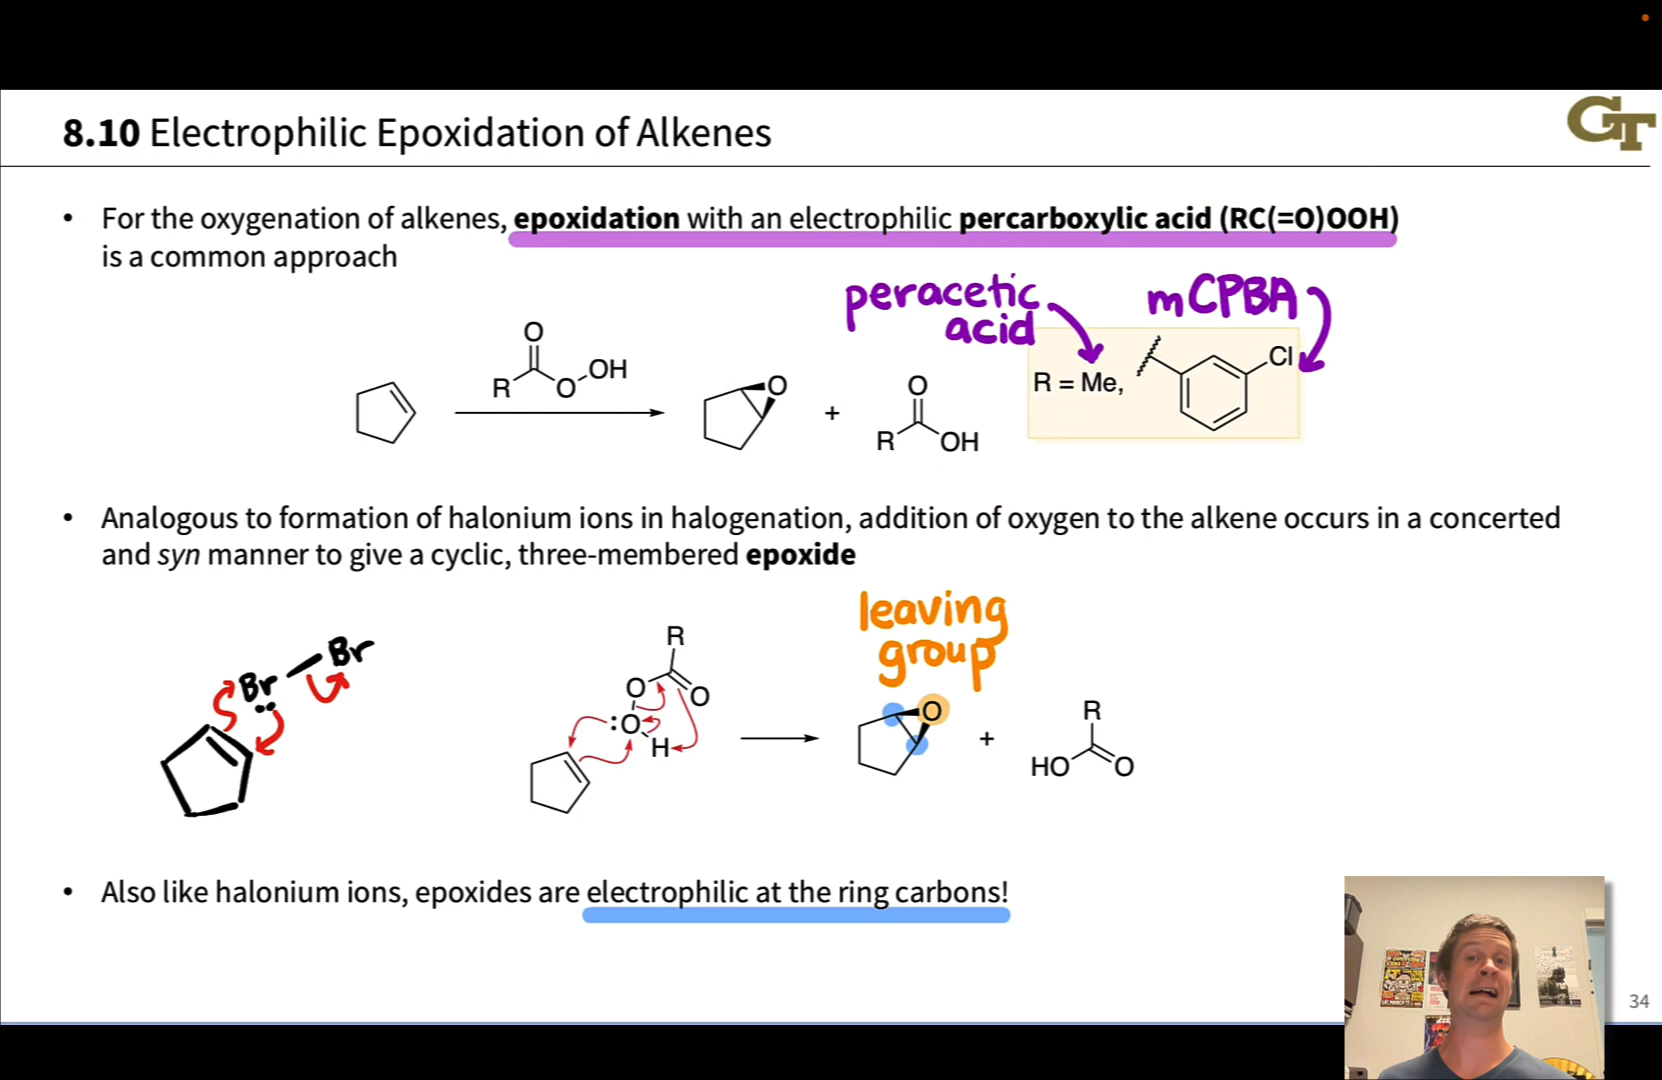 8.10 Electrophilic Epoxidation of Alkenes
GT
• For the oxygenation of alkenes, epoxidation with an electrophilic percarboxylic acid (RC(=O)OOH)
is a common approach
peracetic
acid
mCPBA
O
R
O
OH
O
+
O
R
OH
R = Me,
Cl
• Analogous to formation of halonium ions in halogenation, addition of oxygen to the alkene occurs in a concerted
and syn manner to give a cyclic, three-membered epoxide
leaving
group
Br
Br
R
O
O
:O
H
O
+
R
HO
O
• Also like halonium ions, epoxides are electrophilic at the ring carbons!
34